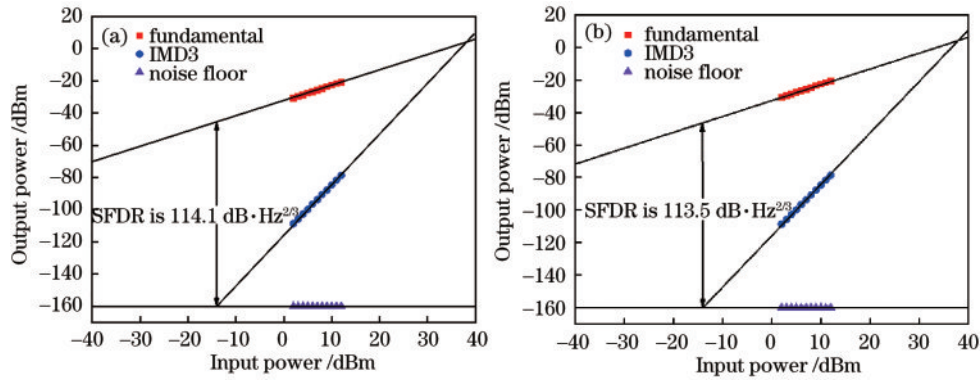 (a)
fundamental
IMD3
noise floor
SFDR is 114.1 dB·Hz^{2/3}
Output power /dBm
20
0
−20
−40
−60
−80
−100
−120
−140
−160
−40 −30 −20 −10 0 10 20 30 40
Input power /dBm
(b)
fundamental
IMD3
noise floor
SFDR is 113.5 dB·Hz^{2/3}
Output power /dBm
20
0
−20
−40
−60
−80
−100
−120
−140
−160
−40 −30 −20 −10 0 10 20 30 40
Input power /dBm